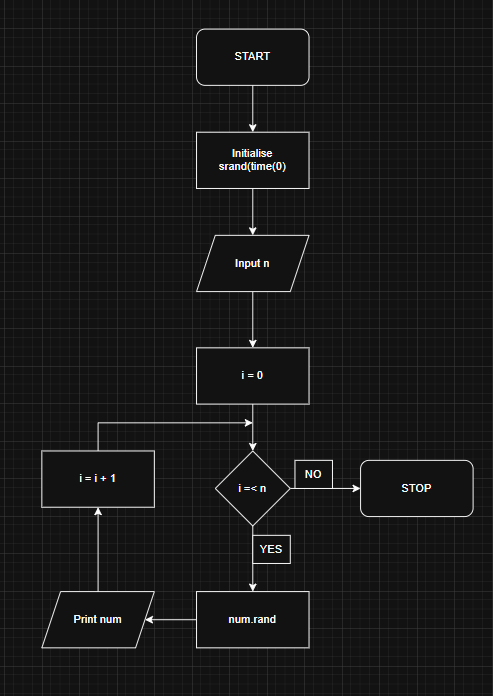 START
Initialise
srand(time(0)
Input n
i = 0
i = i + 1
i =< n
NO
STOP
YES
Print num
num.rand